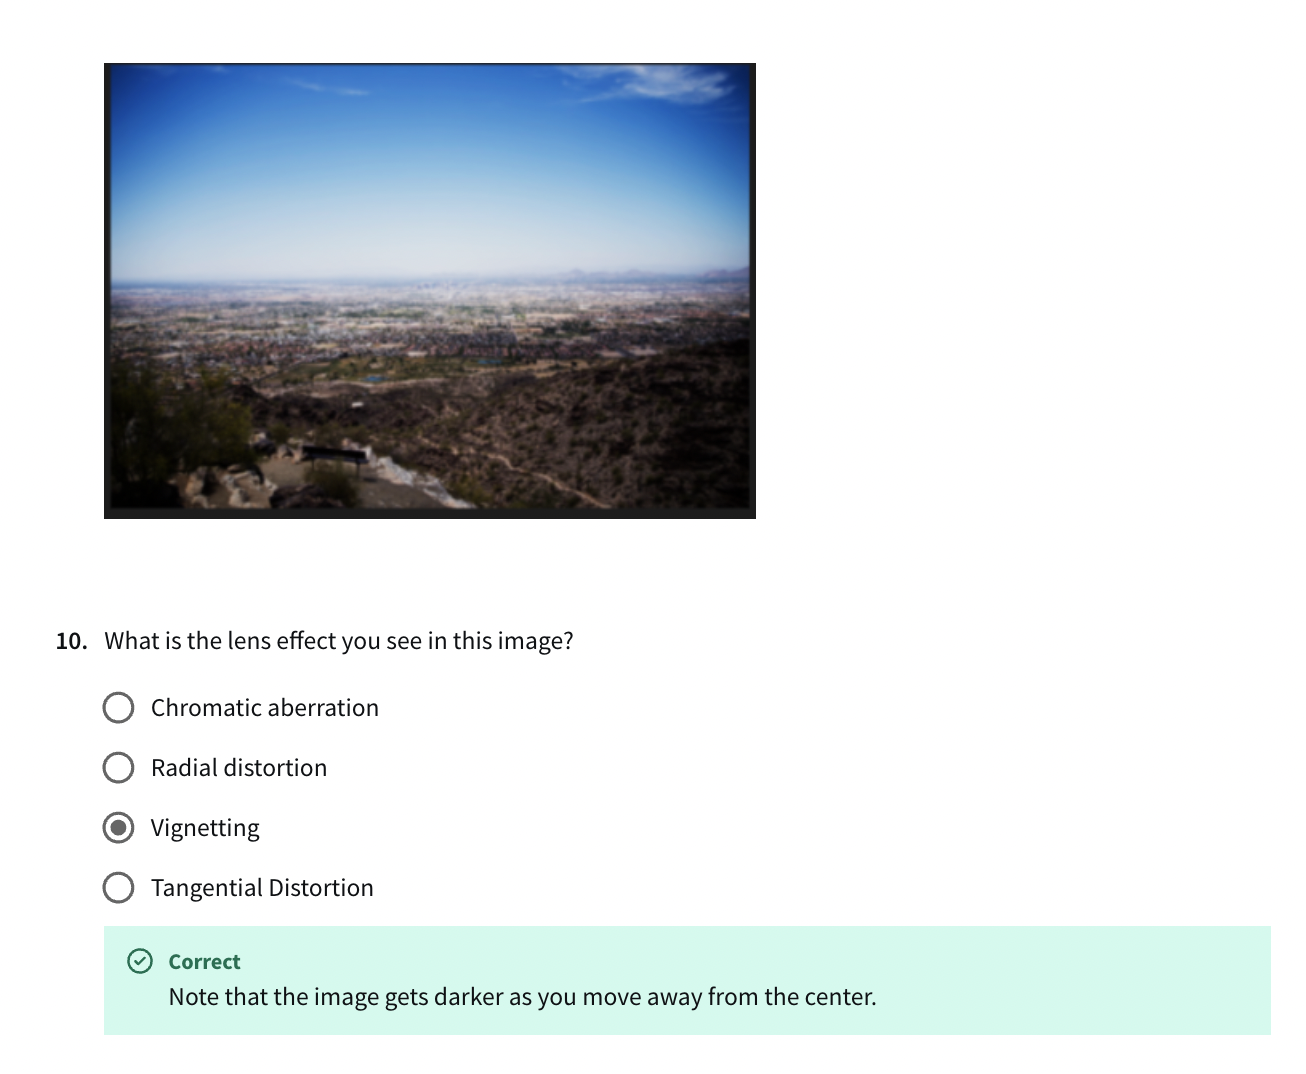 10. What is the lens effect you see in this image?
Chromatic aberration
Radial distortion
Vignetting
Tangential Distortion
Correct
Note that the image gets darker as you move away from the center.